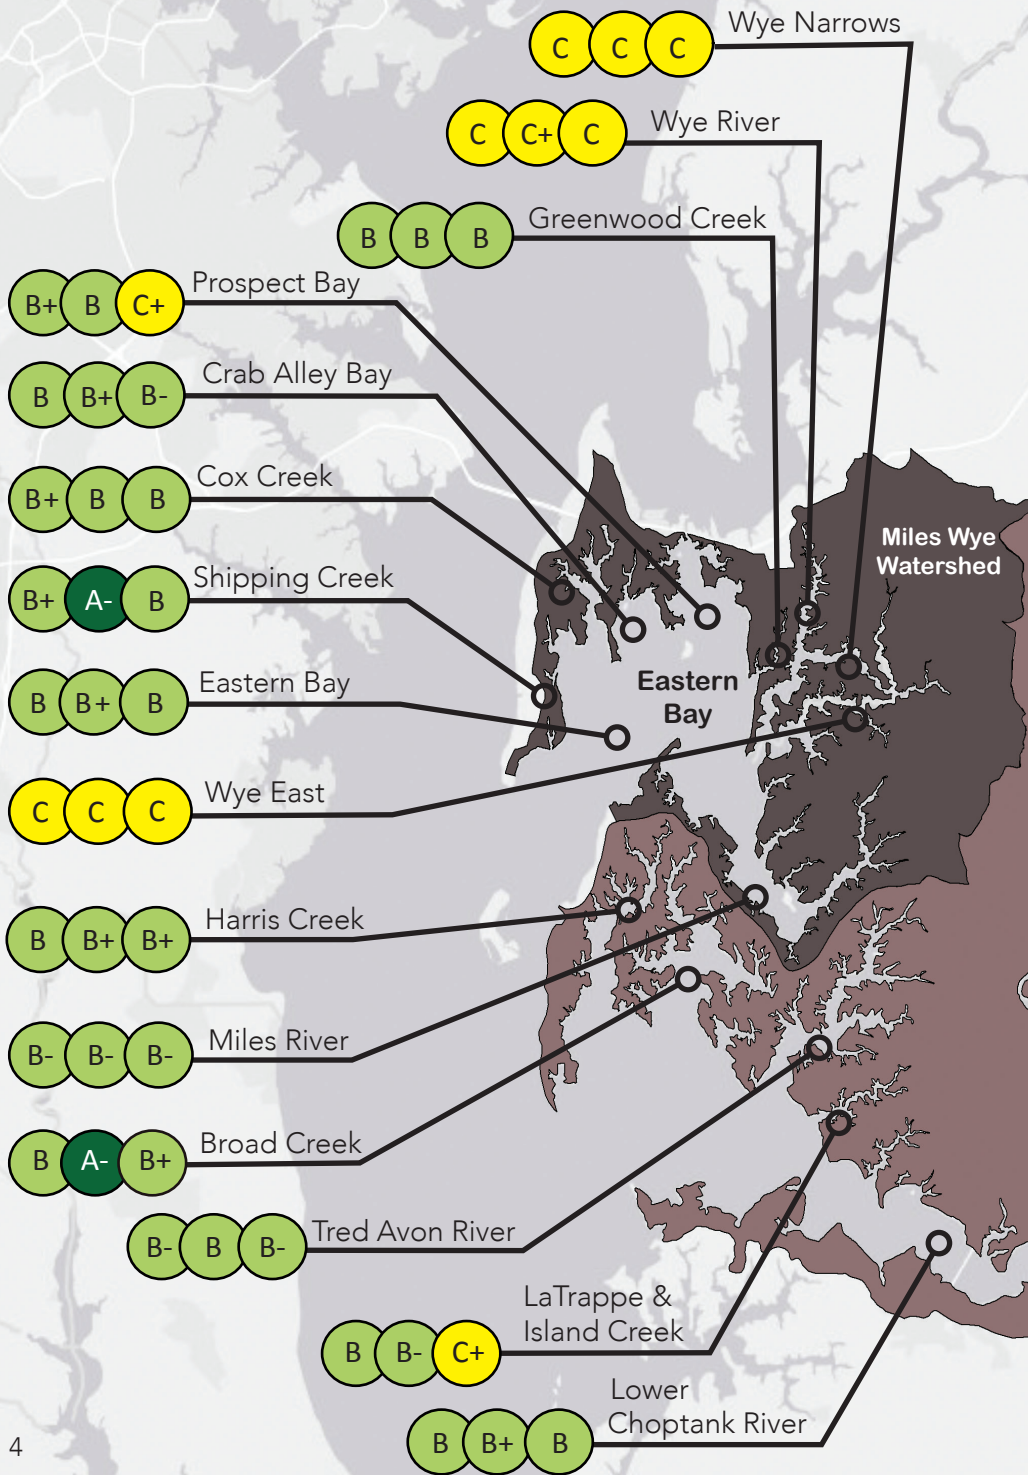 C C C Wye Narrows
C C+ C Wye River
B B B Greenwood Creek
B+ B C+ Prospect Bay
B B+ B- Crab Alley Bay
B+ B B Cox Creek
B+ A- B Shipping Creek
B B+ B Eastern Bay
C C C Wye East
B B+ B+ Harris Creek
B- B- B- Miles River
B A- B+ Broad Creek
B- B B- Tred Avon River
B B- C+ LaTrappe &
Island Creek
B B+ B Lower
Choptank River
Miles Wye
Watershed
Eastern
Bay
4